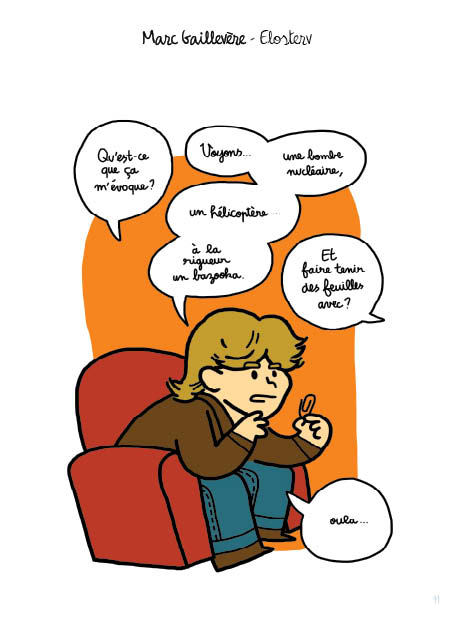 Marc Gaillevère - Elosterv
Qu'est-ce
que ça
m'évoque?
Voyons...
une bombe
nucléaire,
un hélicoptère ...
à la
rigueur
un bazooka.
Et
faire tenir
des feuilles
avec?
oula...
11